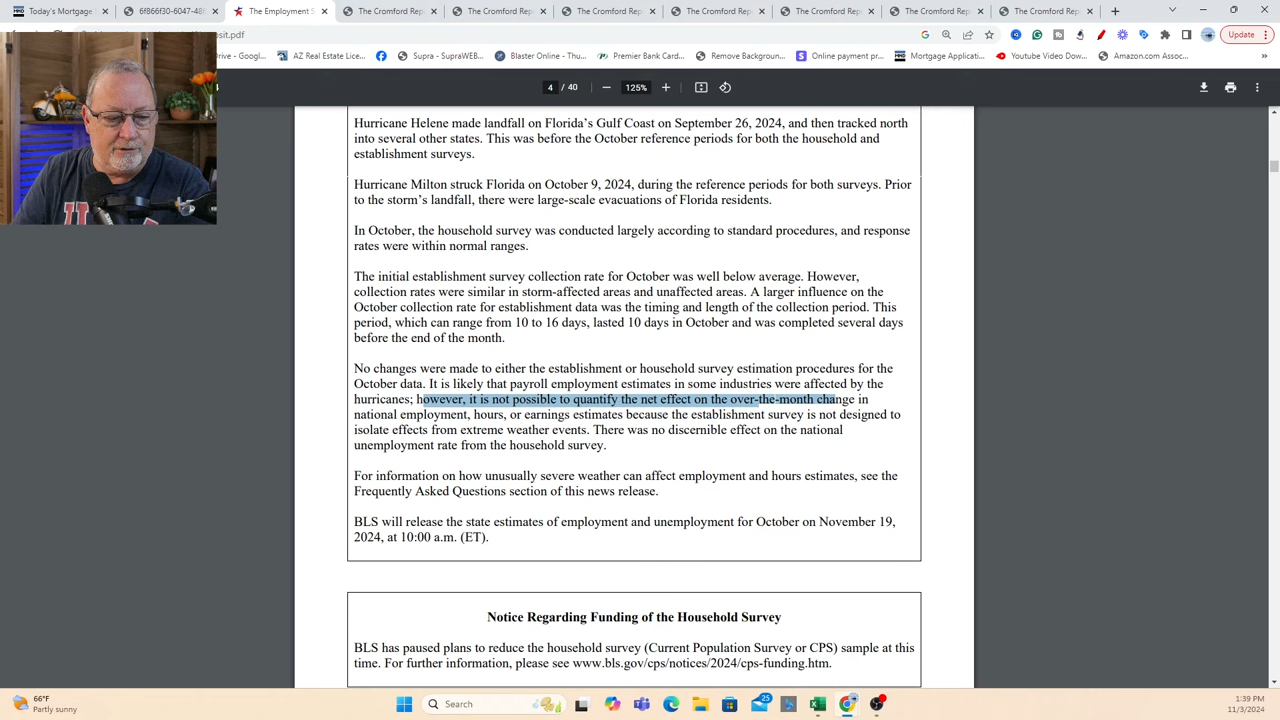 Today's Mortgage
6f866f30-6047-48
The Employment S
The Cromford Rep
The Cromford Rep
The Cromford Rep
The Cromford Rep
The Cromford Rep
The Cromford Rep
The Cromford Rep
osit.pdf
Update
Drive - Googl...
AZ Real Estate Lice...
Supra - SupraWEB...
Blaster Online - Thu...
Premier Bank Card...
Remove Backgroun...
Online payment pr...
Mortgage Applicati...
Youtube Video Dow...
Amazon.com Assoc...
4 / 40
125%
Hurricane Helene made landfall on Florida's Gulf Coast on September 26, 2024, and then tracked north
into several other states. This was before the October reference periods for both the household and
establishment surveys.
Hurricane Milton struck Florida on October 9, 2024, during the reference periods for both surveys. Prior
to the storm's landfall, there were large-scale evacuations of Florida residents.
In October, the household survey was conducted largely according to standard procedures, and response
rates were within normal ranges.
The initial establishment survey collection rate for October was well below average. However,
collection rates were similar in storm-affected areas and unaffected areas. A larger influence on the
October collection rate for establishment data was the timing and length of the collection period. This
period, which can range from 10 to 16 days, lasted 10 days in October and was completed several days
before the end of the month.
No changes were made to either the establishment or household survey estimation procedures for the
October data. It is likely that payroll employment estimates in some industries were affected by the
hurricanes; however, it is not possible to quantify the net effect on the over-the-month change in
national employment, hours, or earnings estimates because the establishment survey is not designed to
isolate effects from extreme weather events. There was no discernible effect on the national
unemployment rate from the household survey.
For information on how unusually severe weather can affect employment and hours estimates, see the
Frequently Asked Questions section of this news release.
BLS will release the state estimates of employment and unemployment for October on November 19,
2024, at 10:00 a.m. (ET).
Notice Regarding Funding of the Household Survey
BLS has paused plans to reduce the household survey (Current Population Survey or CPS) sample at this
time. For further information, please see www.bls.gov/cps/notices/2024/cps-funding.htm.
66°F
Partly sunny
Search
25
1:39 PM
11/3/2024